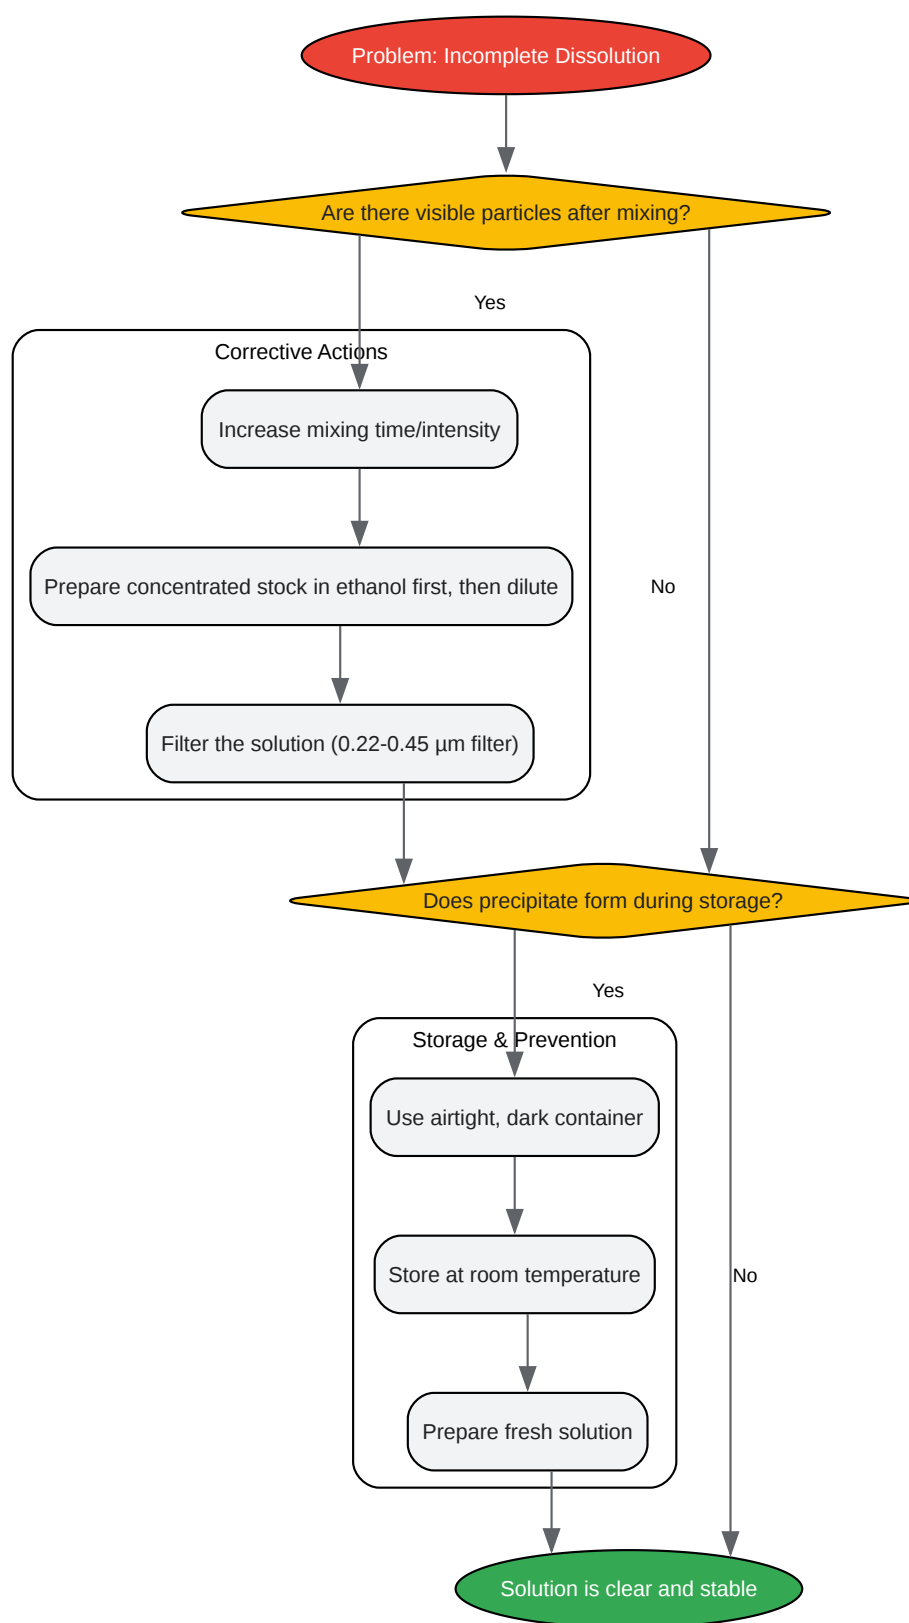 Problem: Incomplete Dissolution
Are there visible particles after mixing?
Yes
Corrective Actions
Increase mixing time/intensity
Prepare concentrated stock in ethanol first, then dilute
No
Filter the solution (0.22-0.45 µm filter)
Does precipitate form during storage?
Yes
Storage & Prevention
Use airtight, dark container
Store at room temperature
No
Prepare fresh solution
Solution is clear and stable